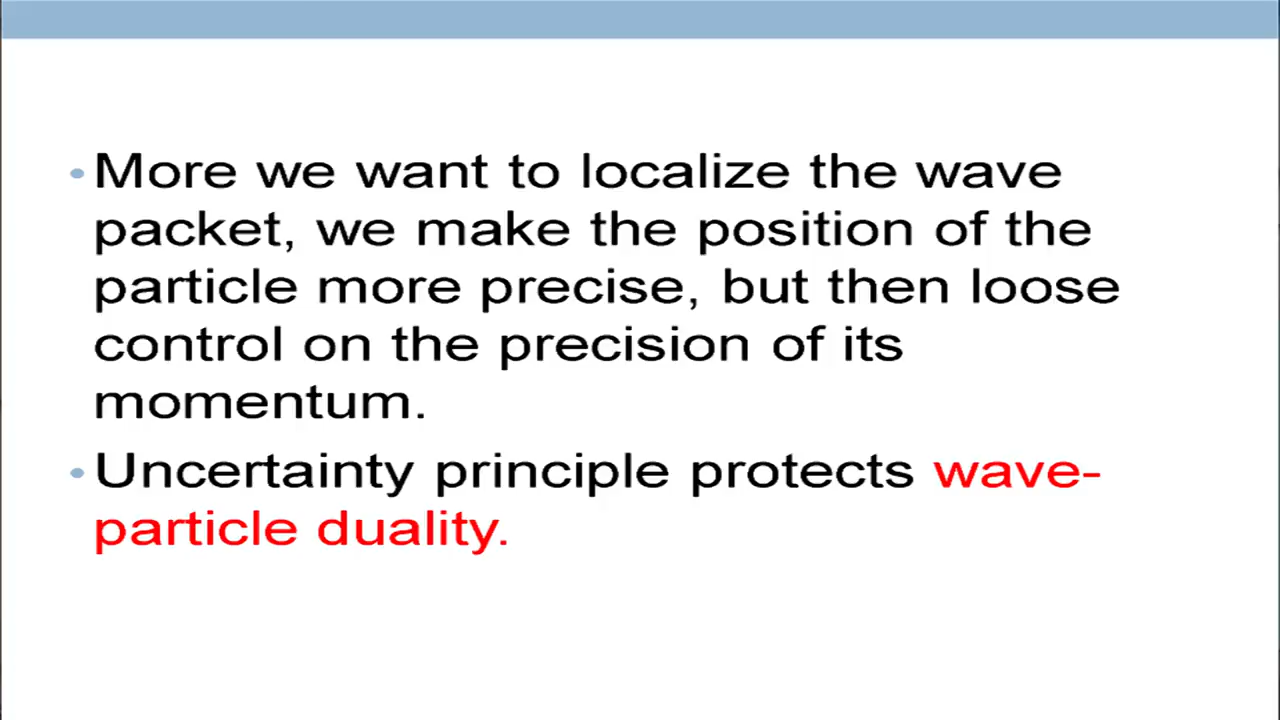 • More we want to localize the wave
packet, we make the position of the
particle more precise, but then loose
control on the precision of its
momentum.
• Uncertainty principle protects wave-
particle duality.